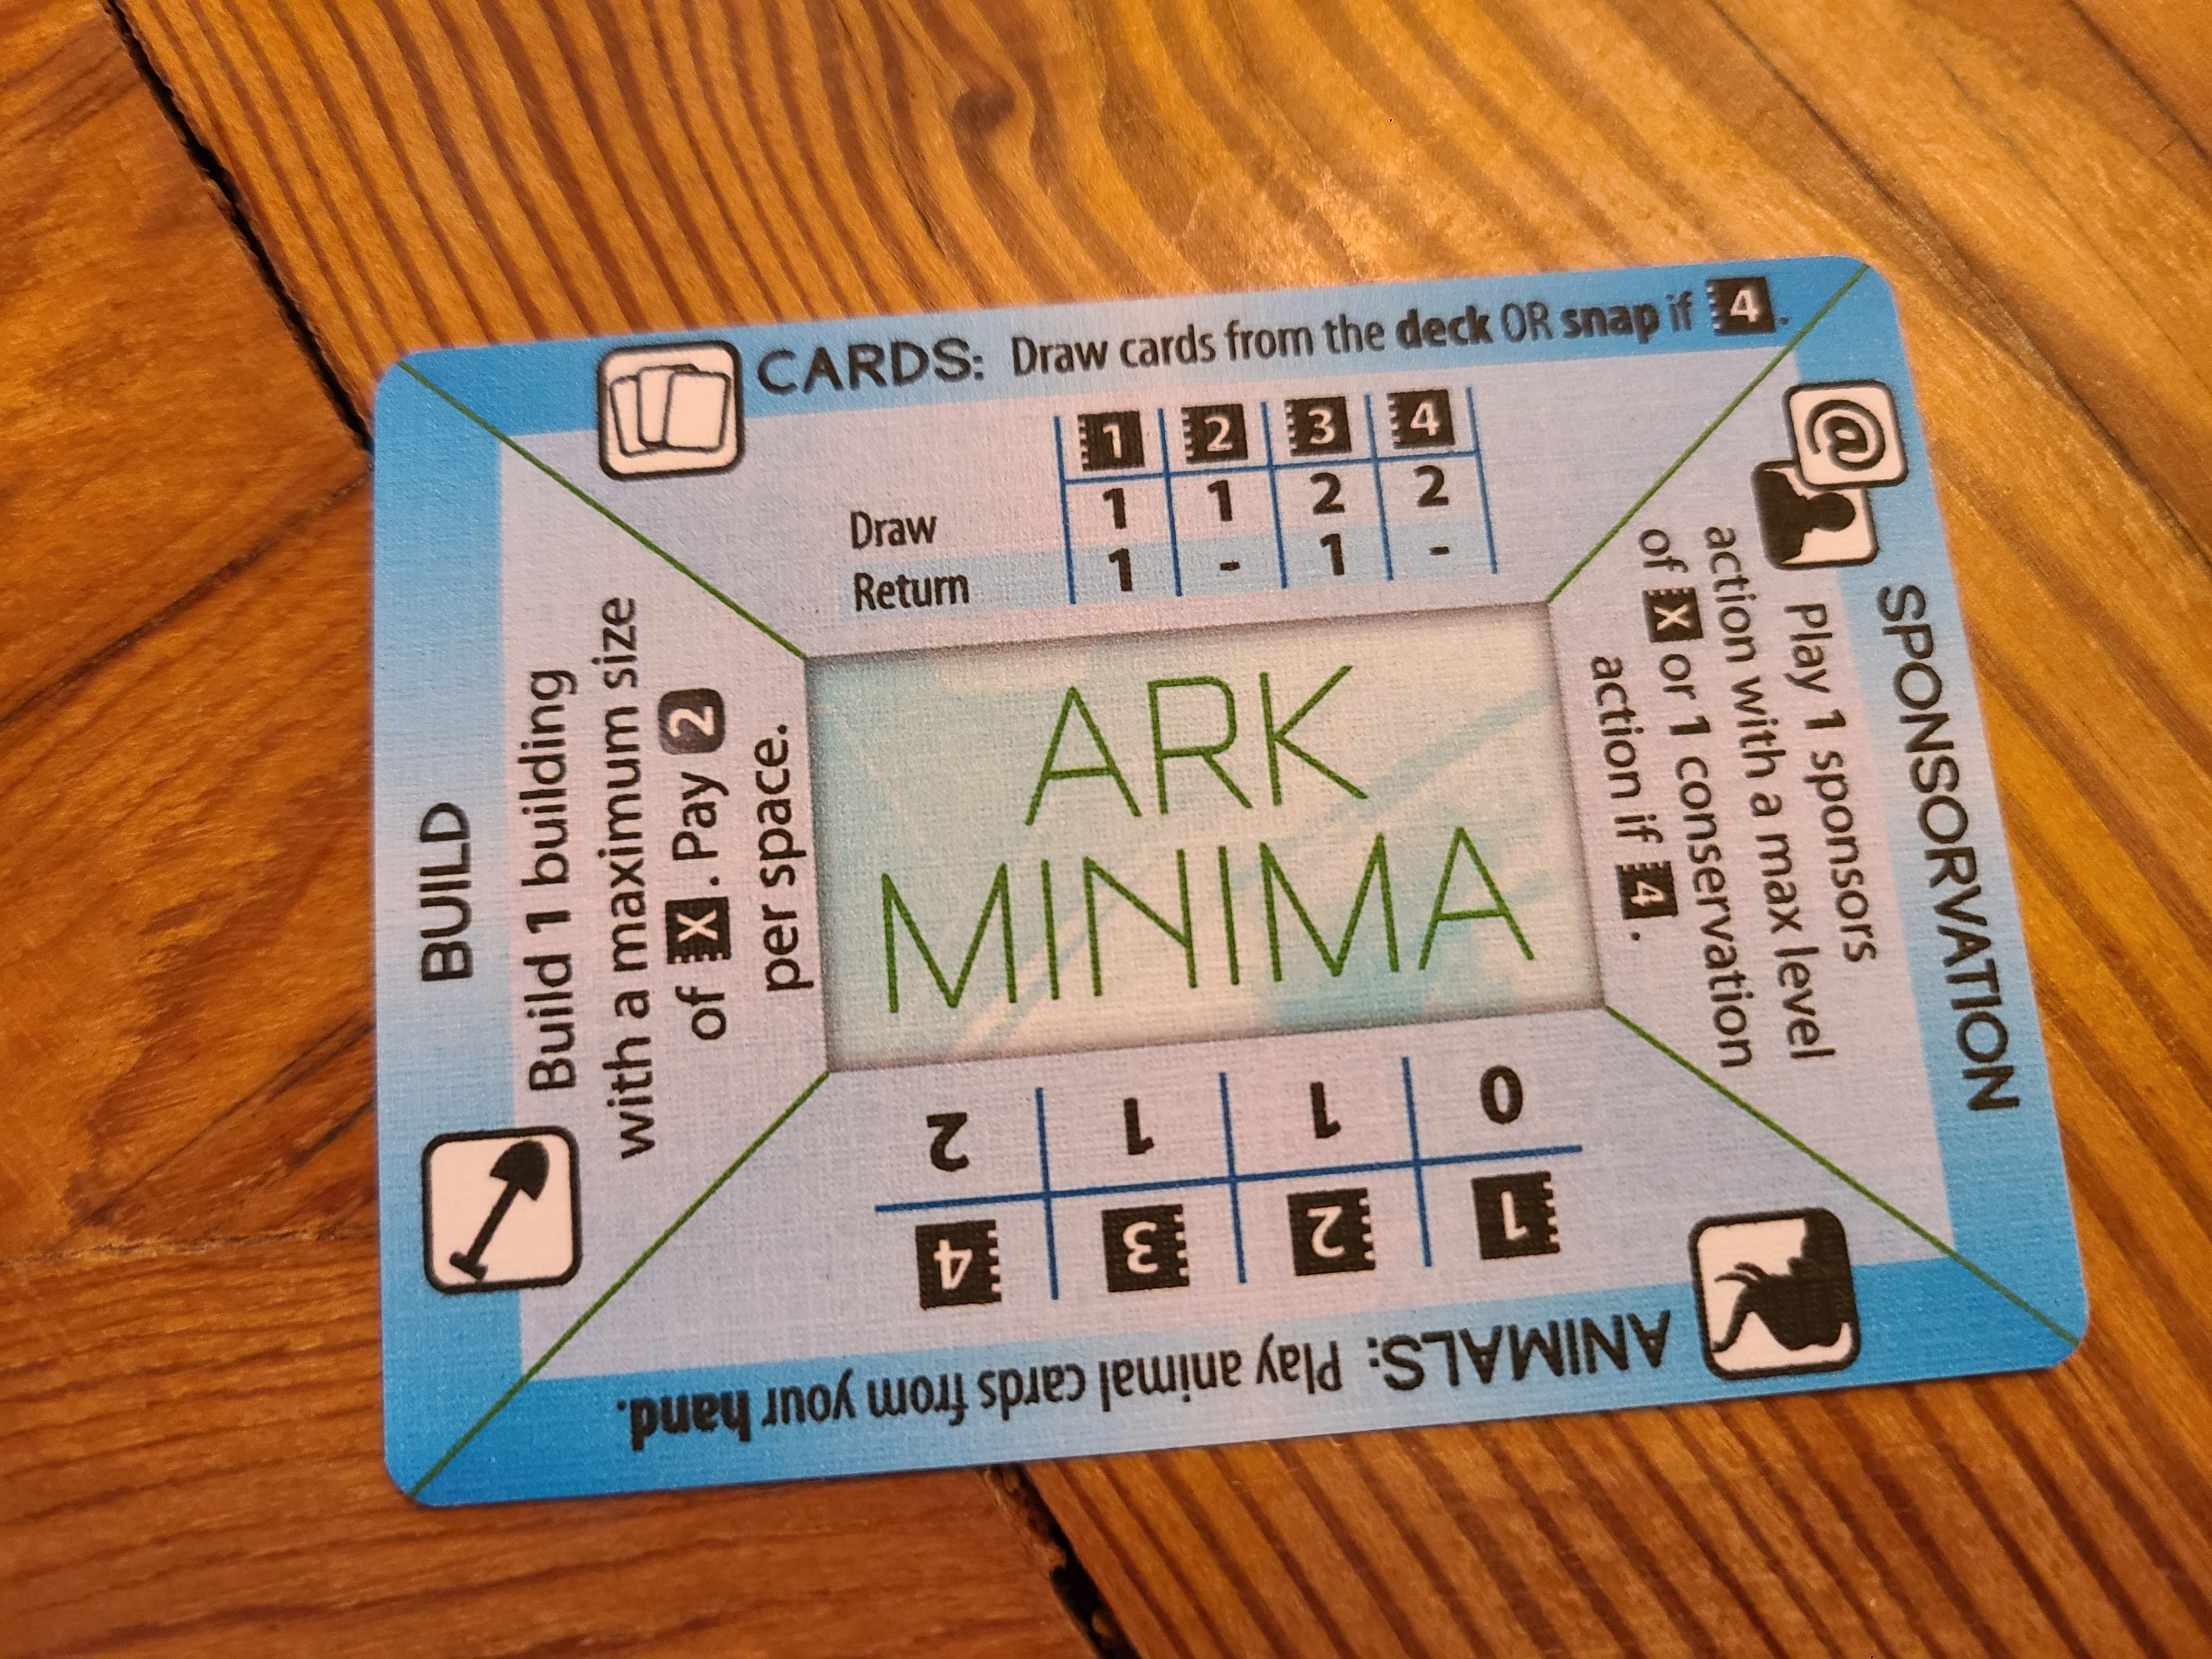 CARDS: Draw cards from the deck OR snap if 4.
1 2 3 4
Draw 1 1 2 2
Return 1 - 1 -
SPONSORVATION
Play 1 sponsors
action with a max level
of X or 1 conservation
action if 4.
ANIMALS: Play animal cards from your hand.
1 2 3 4
0 1 1 2
BUILD
Build 1 building
with a maximum size
of X. Pay 2
per space.
ARK
MINIMA
@